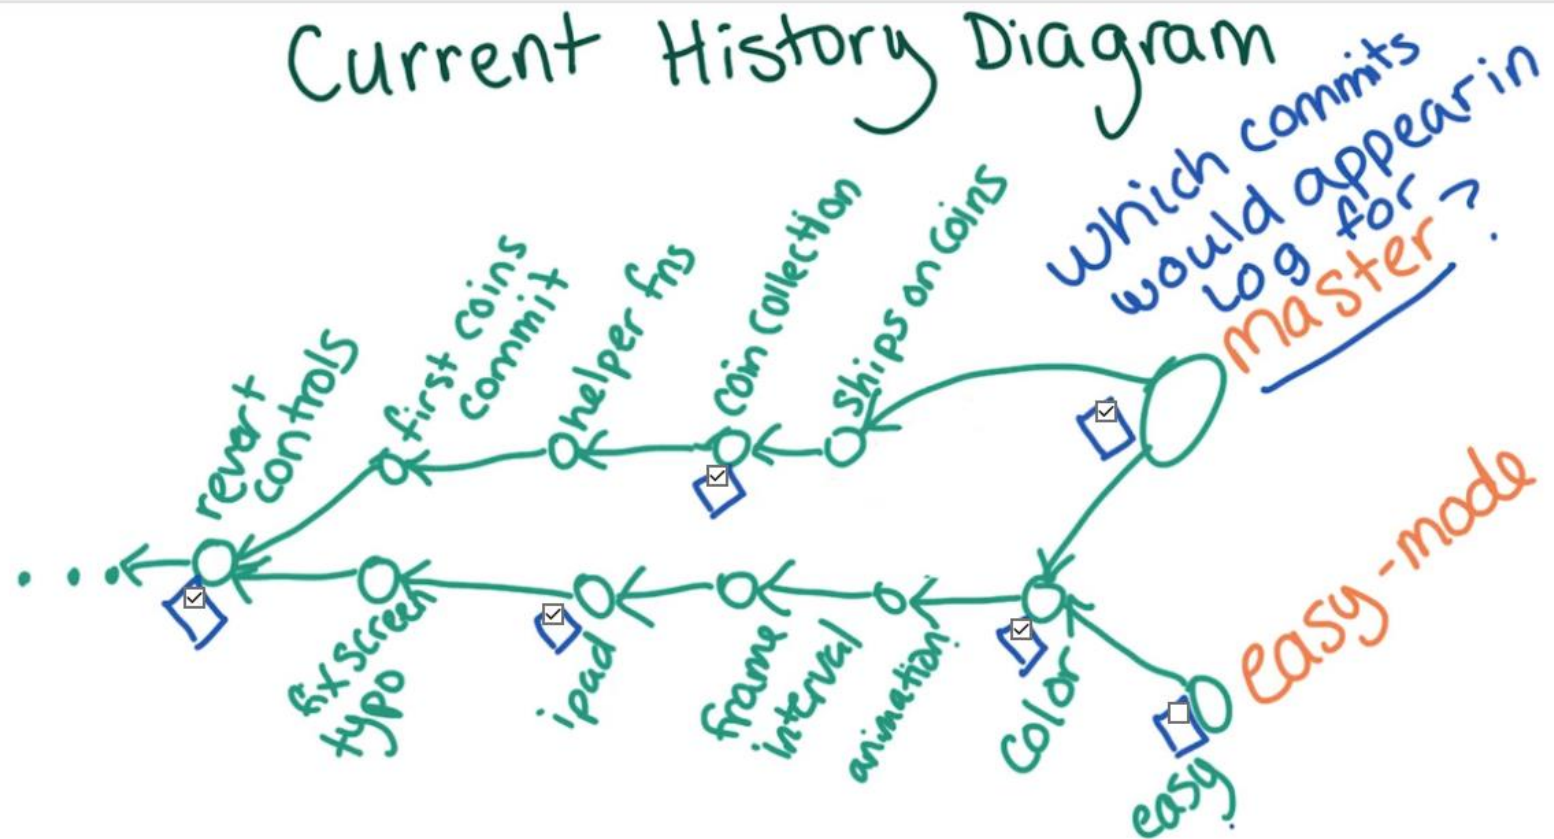 Current History Diagram
which commits
would appear in
log for
master?
revert
controls
first coins
commit
helper fns
coin collection
ships on coins
fix screen
typo
ipad
frame
interval
animation
color
easy
easy-mode